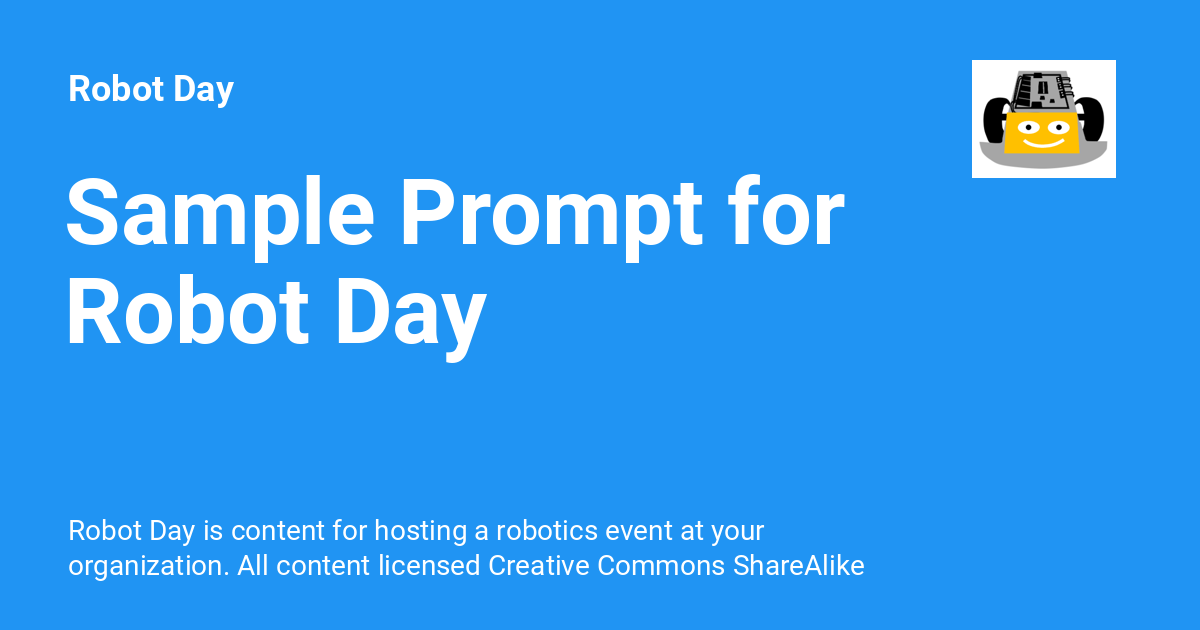 Robot Day
Sample Prompt for
Robot Day
Robot Day is content for hosting a robotics event at your
organization. All content licensed Creative Commons ShareAlike